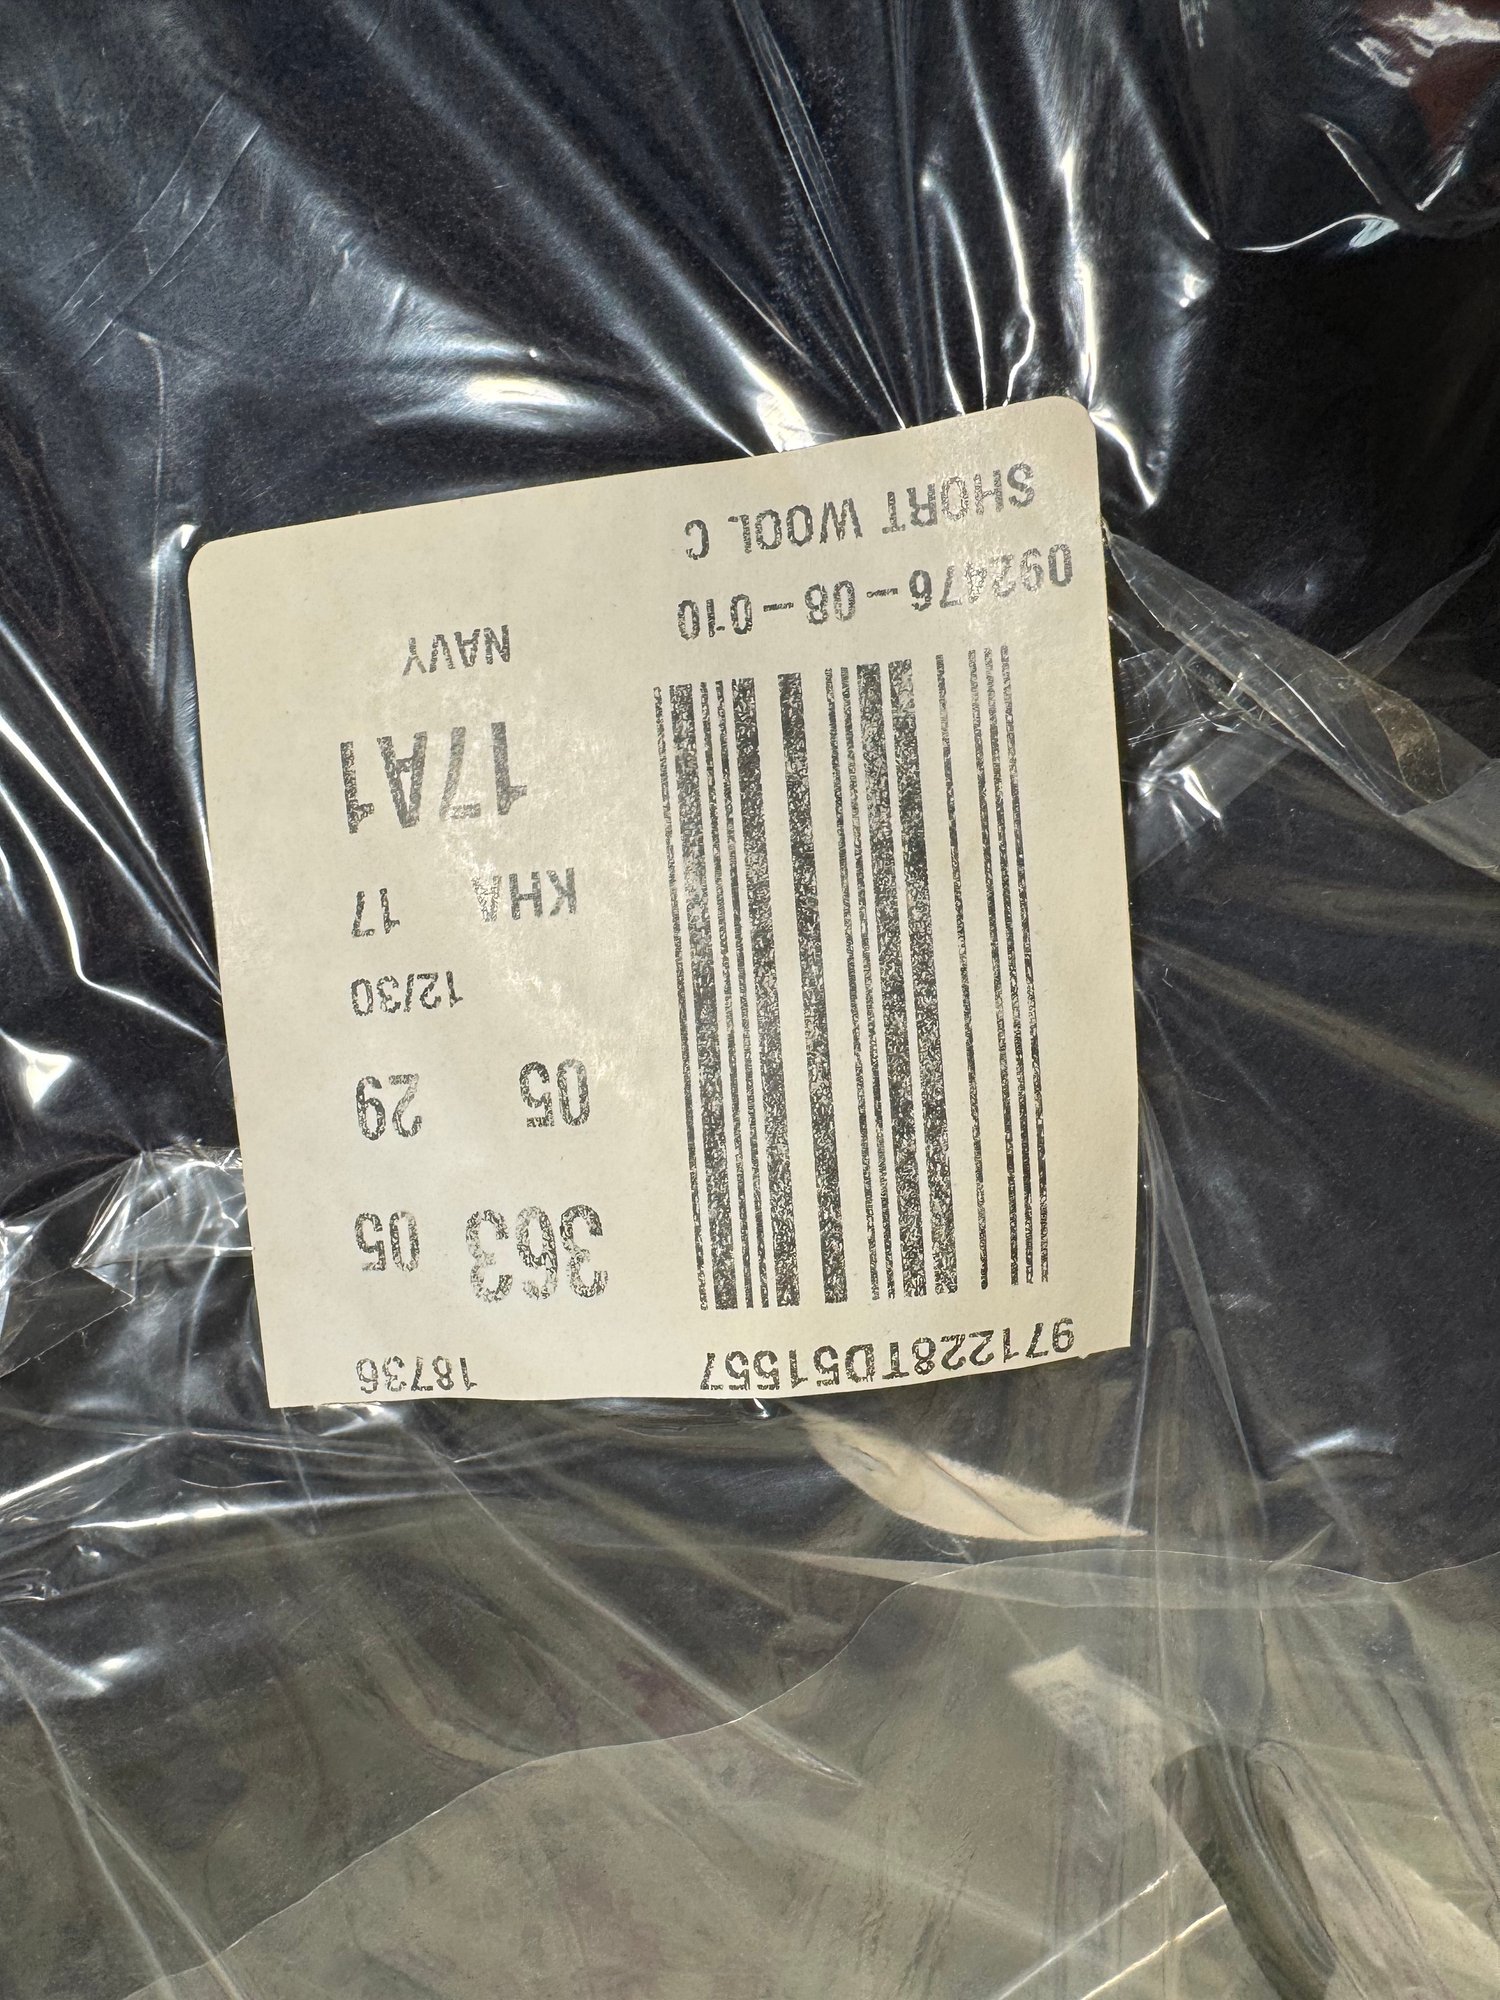 971228TD51557 18736
363 05
05 29
12/30
KHA 17
17A1
NAVY
092476-08-010
SHORT WOOL C